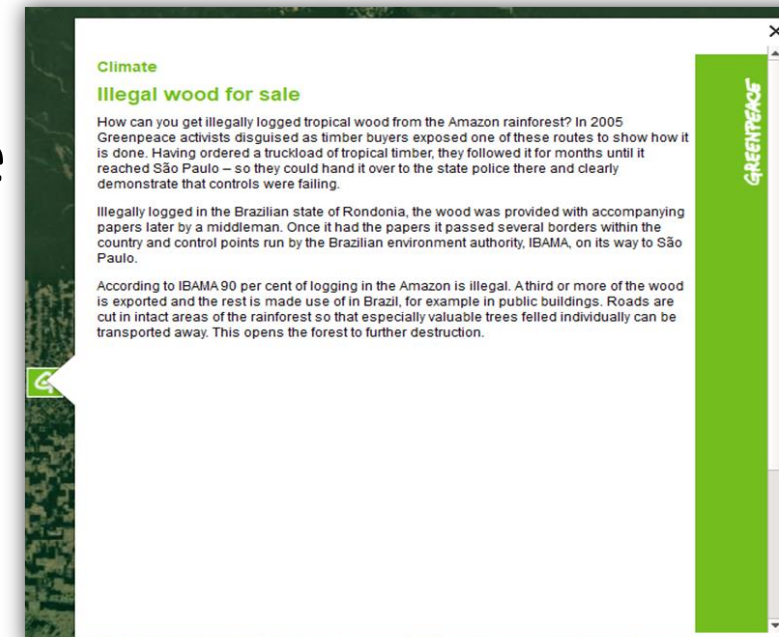 e
Climate
Illegal wood for sale
How can you get illegally logged tropical wood from the Amazon rainforest? In 2005
Greenpeace activists disguised as timber buyers exposed one of these routes to show how it
is done. Having ordered a truckload of tropical timber, they followed it for months until it
reached São Paulo – so they could hand it over to the state police there and clearly
demonstrate that controls were failing.
Illegally logged in the Brazilian state of Rondonia, the wood was provided with accompanying
papers later by a middleman. Once it had the papers it passed several borders within the
country and control points run by the Brazilian environment authority, IBAMA, on its way to São
Paulo.
According to IBAMA 90 per cent of logging in the Amazon is illegal. A third or more of the wood
is exported and the rest is made use of in Brazil, for example in public buildings. Roads are
cut in intact areas of the rainforest so that especially valuable trees felled individually can be
transported away. This opens the forest to further destruction.
GREENPEACE
G